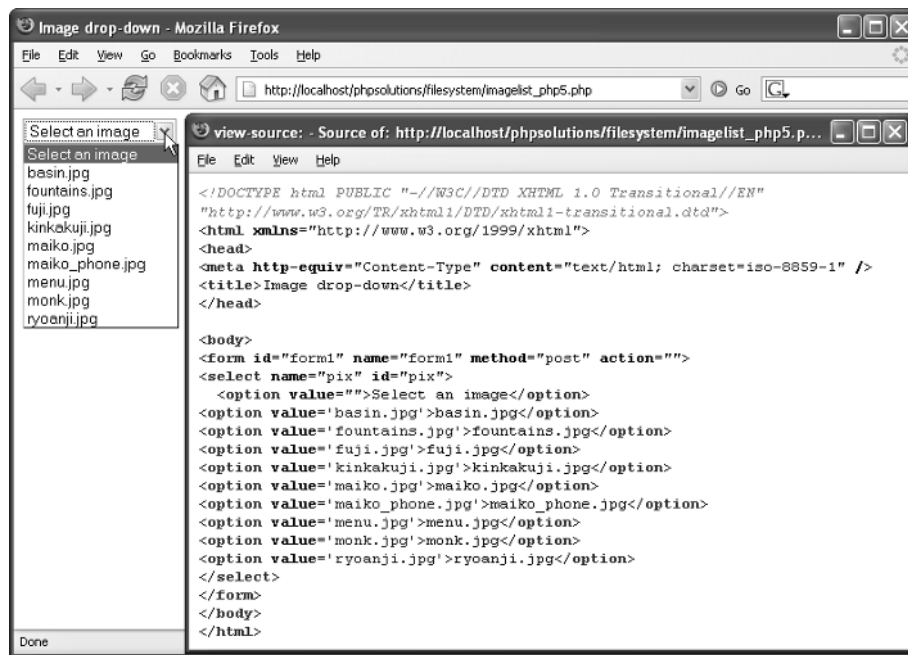 Image drop-down - Mozilla Firefox
File Edit View Go Bookmarks Tools Help
http://localhost/phpsolutions/filesystem/imagelist_php5.php Go G
Select an image
Select an image
basin.jpg
fountains.jpg
fuji.jpg
kinkakuji.jpg
maiko.jpg
maiko_phone.jpg
menu.jpg
monk.jpg
ryoanji.jpg
Done
view-source: - Source of: http://localhost/phpsolutions/filesystem/imagelist_php5.p...
File Edit View Help
<!DOCTYPE html PUBLIC "-//W3C//DTD XHTML 1.0 Transitional//EN"
"http://www.w3.org/TR/xhtml1/DTD/xhtml1-transitional.dtd">
<html xmlns="http://www.w3.org/1999/xhtml">
<head>
<meta http-equiv="Content-Type" content="text/html; charset=iso-8859-1" />
<title>Image drop-down</title>
</head>
<body>
<form id="form1" name="form1" method="post" action="">
<select name="pix" id="pix">
<option value="">Select an image</option>
<option value='basin.jpg'>basin.jpg</option>
<option value='fountains.jpg'>fountains.jpg</option>
<option value='fuji.jpg'>fuji.jpg</option>
<option value='kinkakuji.jpg'>kinkakuji.jpg</option>
<option value='maiko.jpg'>maiko.jpg</option>
<option value='maiko_phone.jpg'>maiko_phone.jpg</option>
<option value='menu.jpg'>menu.jpg</option>
<option value='monk.jpg'>monk.jpg</option>
<option value='ryoanji.jpg'>ryoanji.jpg</option>
</select>
</form>
</body>
</html>